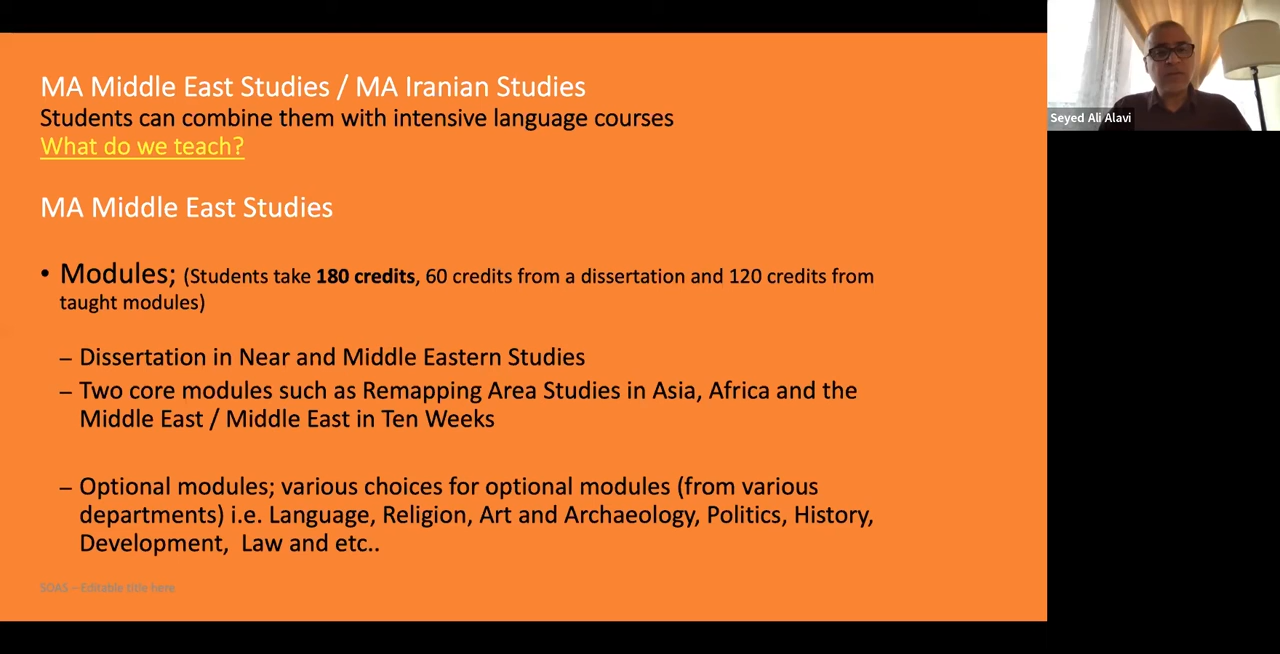 MA Middle East Studies / MA Iranian Studies
Students can combine them with intensive language courses
What do we teach?
MA Middle East Studies
• Modules; (Students take 180 credits, 60 credits from a dissertation and 120 credits from
taught modules)
– Dissertation in Near and Middle Eastern Studies
– Two core modules such as Remapping Area Studies in Asia, Africa and the
Middle East / Middle East in Ten Weeks
– Optional modules; various choices for optional modules (from various
departments) i.e. Language, Religion, Art and Archaeology, Politics, History,
Development,  Law and etc..
SOAS – Editable title here
Seyed Ali Alavi